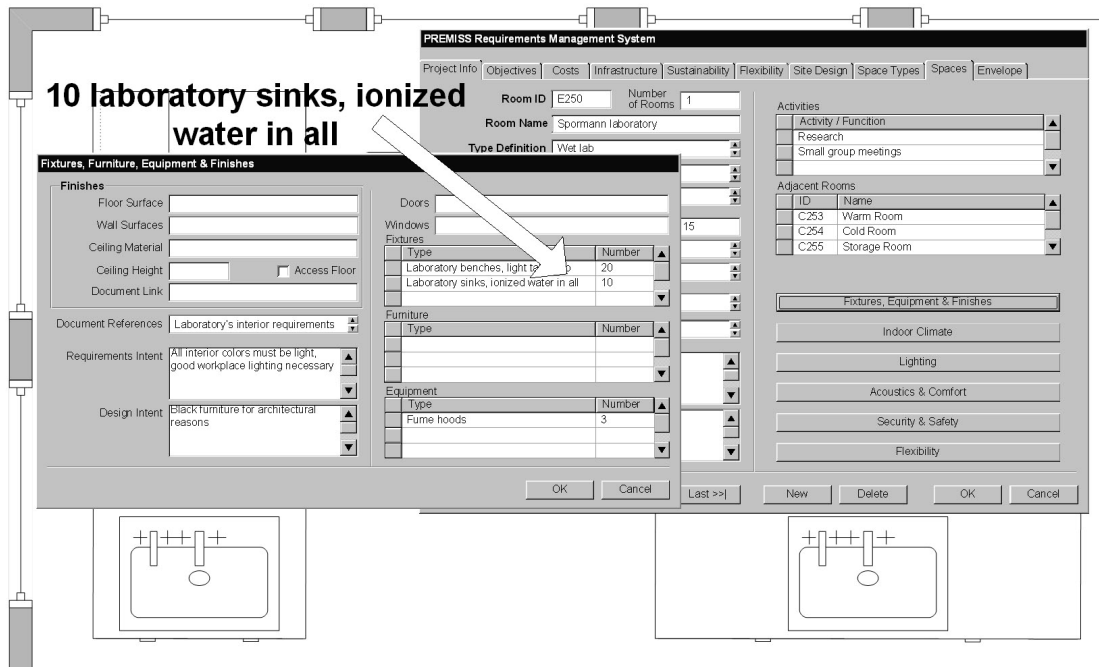 PREMISS Requirements Management System
Project Info Objectives Costs Infrastructure Sustainability Flexibility Site Design Space Types Spaces Envelope
10 laboratory sinks, ionized
water in all
Room ID E250 Number of Rooms 1
Room Name Spormann laboratory
Type Definition Wet lab
15
Activities
Activity / Funcition
Research
Small group meetings
Adjacent Rooms
ID Name
C253 Warm Room
C254 Cold Room
C255 Storage Room
Fixtures, Equipment & Finishes
Indoor Climate
Lighting
Acoustics & Comfort
Security & Safety
Flexibility
Last >>| New Delete OK Cancel
Fixtures, Furniture, Equipment & Finishes
Finishes
Floor Surface
Wall Surfaces
Ceiling Material
Ceiling Height Access Floor
Document Link
Document References Laboratory's interior requirements
Requirements Intent All interior colors must be light,
good workplace lighting necessary
Design Intent Black furniture for architectural
reasons
Doors
Windows
Fixtures
Type Number
Laboratory benches, light 20
Laboratory sinks, ionized water in all 10
Furniture
Type Number
Equipment
Type Number
Fume hoods 3
OK Cancel